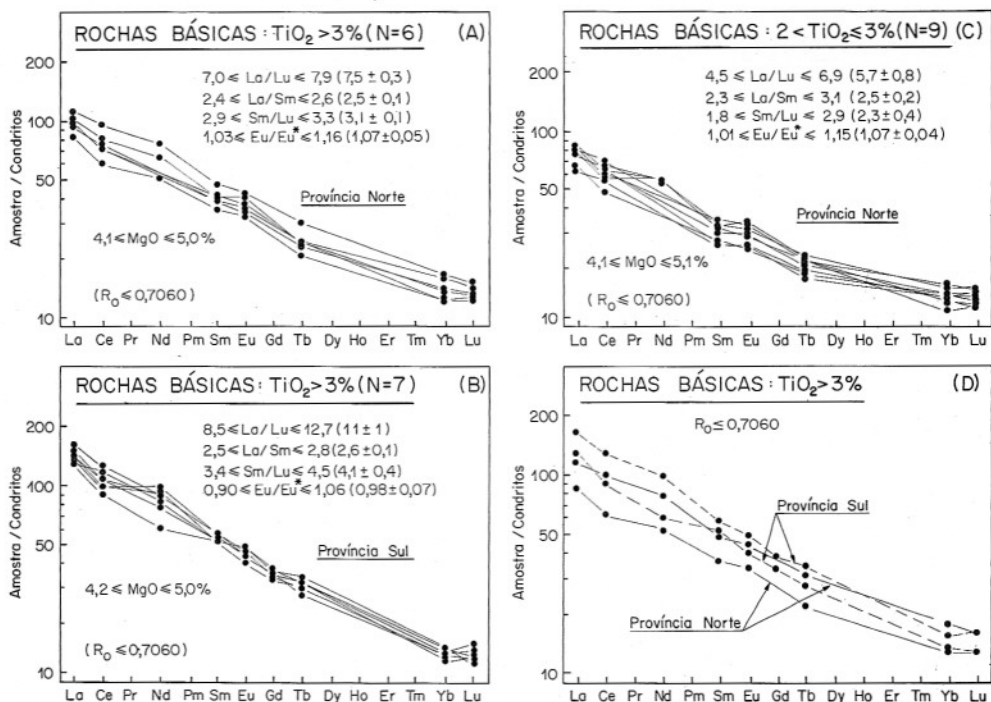 ROCHAS BÁSICAS: TiO₂ >3% (N=6) (A)
7,0 ≤ La/Lu ≤ 7,9 (7,5 ± 0,3)
2,4 ≤ La/Sm ≤ 2,6 (2,5 ± 0,1)
2,9 ≤ Sm/Lu ≤ 3,3 (3,1 ± 0,1)
1,03 ≤ Eu/Eu* ≤ 1,16 (1,07 ± 0,05)
Província Norte
4,1 ≤ MgO ≤ 5,0%
(R₀ ≤ 0,7060)
Amostra / Condritos
200
100
50
10
La Ce Pr Nd Pm Sm Eu Gd Tb Dy Ho Er Tm Yb Lu
ROCHAS BÁSICAS: 2 < TiO₂ ≤ 3% (N=9) (C)
4,5 ≤ La/Lu ≤ 6,9 (5,7 ± 0,8)
2,3 ≤ La/Sm ≤ 3,1 (2,5 ± 0,2)
1,8 ≤ Sm/Lu ≤ 2,9 (2,3 ± 0,4)
1,01 ≤ Eu/Eu* ≤ 1,15 (1,07 ± 0,04)
Província Norte
4,1 ≤ MgO ≤ 5,1%
(R₀ ≤ 0,7060)
Amostra / Condritos
200
100
50
10
La Ce Pr Nd Pm Sm Eu Gd Tb Dy Ho Er Tm Yb Lu
ROCHAS BÁSICAS: TiO₂ >3% (N=7) (B)
8,5 ≤ La/Lu ≤ 12,7 (11 ± 1)
2,5 ≤ La/Sm ≤ 2,8 (2,6 ± 0,1)
3,4 ≤ Sm/Lu ≤ 4,5 (4,1 ± 0,4)
0,90 ≤ Eu/Eu* ≤ 1,06 (0,98 ± 0,07)
Província Sul
4,2 ≤ MgO ≤ 5,0%
(R₀ ≤ 0,7060)
Amostra / Condritos
200
100
50
10
La Ce Pr Nd Pm Sm Eu Gd Tb Dy Ho Er Tm Yb Lu
ROCHAS BÁSICAS: TiO₂ >3% (D)
R₀ ≤ 0,7060
Província Sul
Província Norte
Amostra / Condritos
200
100
50
10
La Ce Pr Nd Pm Sm Eu Gd Tb Dy Ho Er Tm Yb Lu